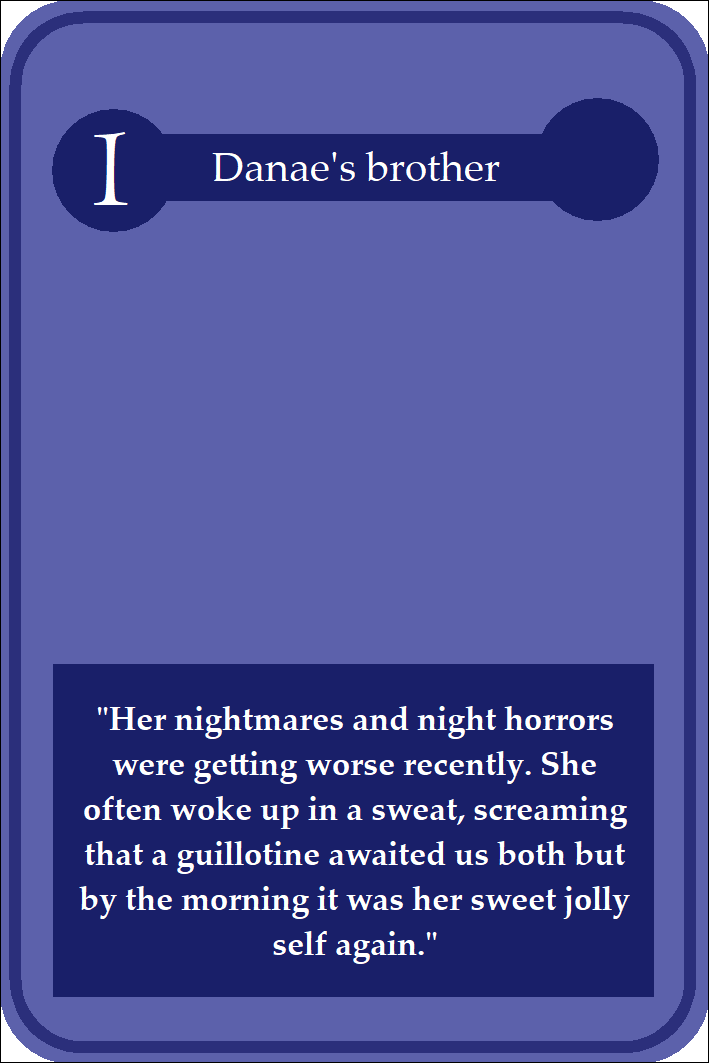 I
Danae's brother
"Her nightmares and night horrors
were getting worse recently. She
often woke up in a sweat, screaming
that a guillotine awaited us both but
by the morning it was her sweet jolly
self again."